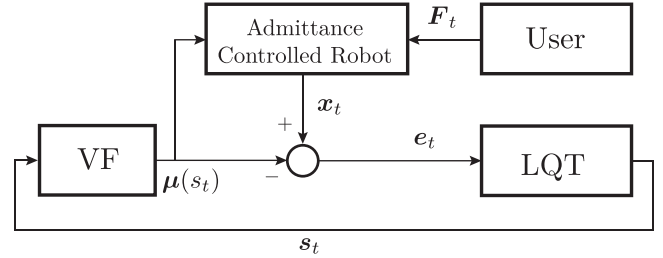 Admittance
Controlled Robot
F_t
User
x_t
+
e_t
VF
μ(s_t)
−
LQT
s_t